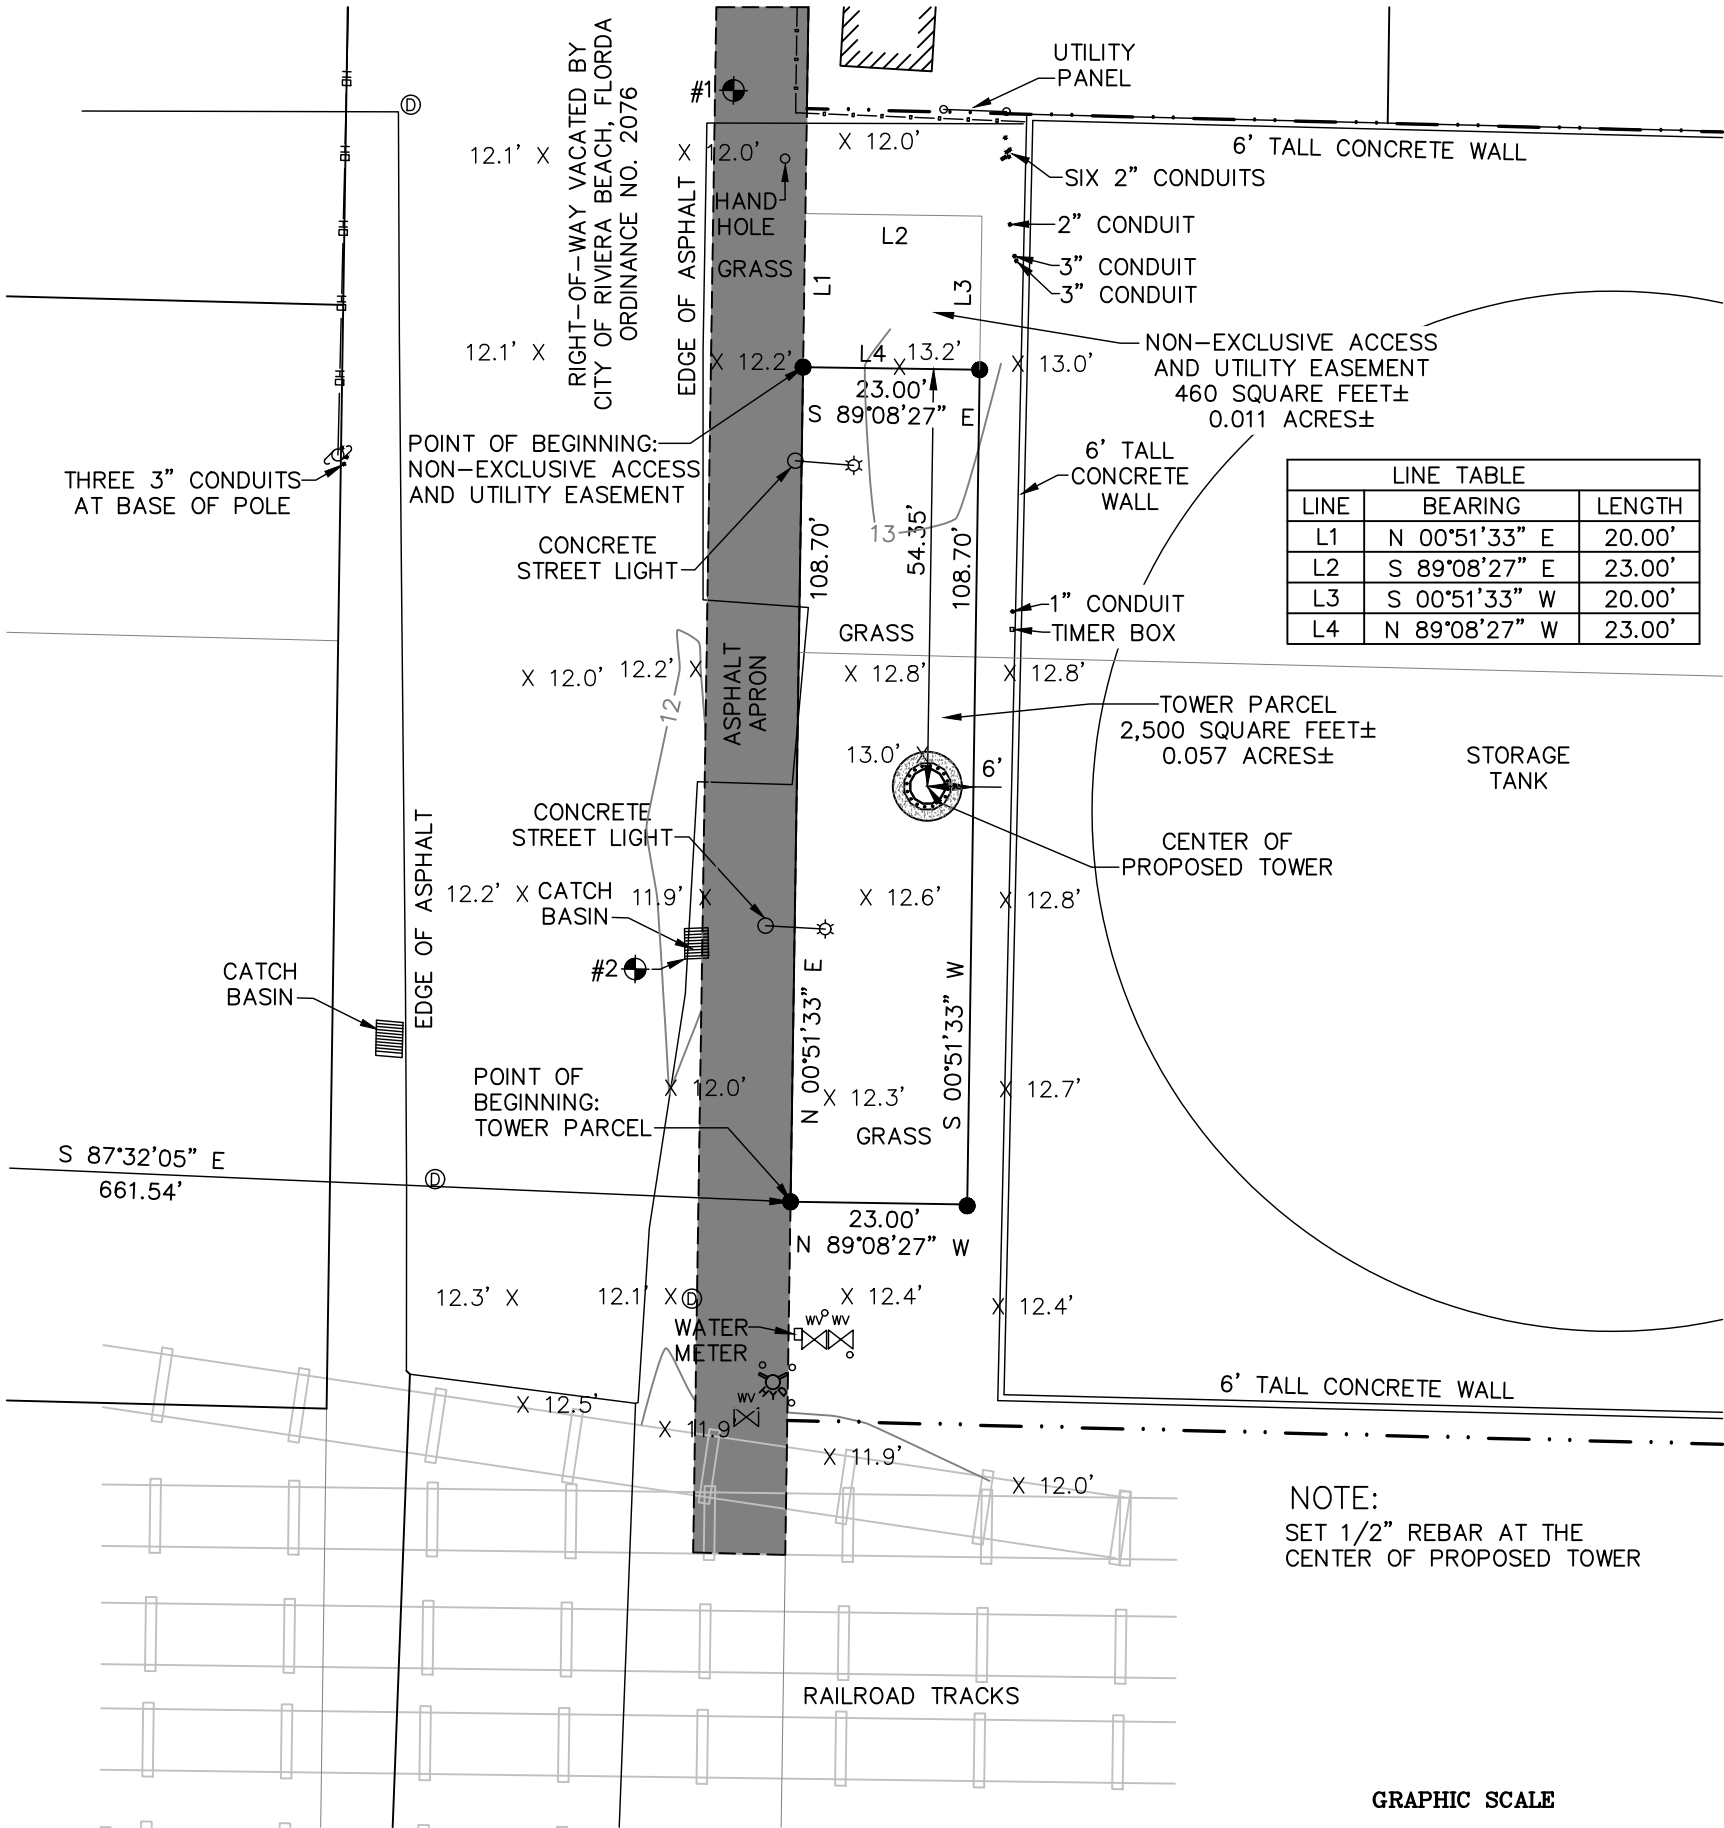 UTILITY
PANEL
#1
D
RIGHT-OF-WAY VACATED BY
CITY OF RIVIERA BEACH, FLORDA
ORDINANCE NO. 2076
12.1' X
X 12.0'
X 12.0'
6' TALL CONCRETE WALL
SIX 2" CONDUITS
HAND
HOLE
2" CONDUIT
L2
EDGE OF ASPHALT
GRASS
L1
L3
3" CONDUIT
3" CONDUIT
NON-EXCLUSIVE ACCESS
AND UTILITY EASEMENT
460 SQUARE FEET±
0.011 ACRES±
12.1' X
X 12.2'
L4
X 13.2'
X 13.0'
23.00'
S 89°08'27" E
POINT OF BEGINNING:
NON-EXCLUSIVE ACCESS
AND UTILITY EASEMENT
THREE 3" CONDUITS
AT BASE OF POLE
6' TALL
CONCRETE
WALL
LINE TABLE
LINE BEARING LENGTH
L1 N 00°51'33" E 20.00'
L2 S 89°08'27" E 23.00'
L3 S 00°51'33" W 20.00'
L4 N 89°08'27" W 23.00'
CONCRETE
STREET LIGHT
13
108.70'
54.35'
108.70'
1" CONDUIT
TIMER BOX
GRASS
X 12.0'
12.2' X
X 12.8'
X 12.8'
12
ASPHALT
APRON
TOWER PARCEL
2,500 SQUARE FEET±
0.057 ACRES±
STORAGE
TANK
13.0' X
6'
CONCRETE
STREET LIGHT
CENTER OF
PROPOSED TOWER
EDGE OF ASPHALT
12.2' X
CATCH
BASIN
11.9' X
X 12.6'
X 12.8'
#2
CATCH
BASIN
N 00°51'33" E
S 00°51'33" W
POINT OF
BEGINNING:
TOWER PARCEL
X 12.0'
X 12.3'
X 12.7'
GRASS
S 87°32'05" E
661.54'
D
23.00'
N 89°08'27" W
12.3' X
12.1' X
D
X 12.4'
X 12.4'
WATER
METER
WV WV
WV
6' TALL CONCRETE WALL
X 12.5'
X 11.9
X 11.9'
X 12.0'
NOTE:
SET 1/2" REBAR AT THE
CENTER OF PROPOSED TOWER
RAILROAD TRACKS
GRAPHIC SCALE